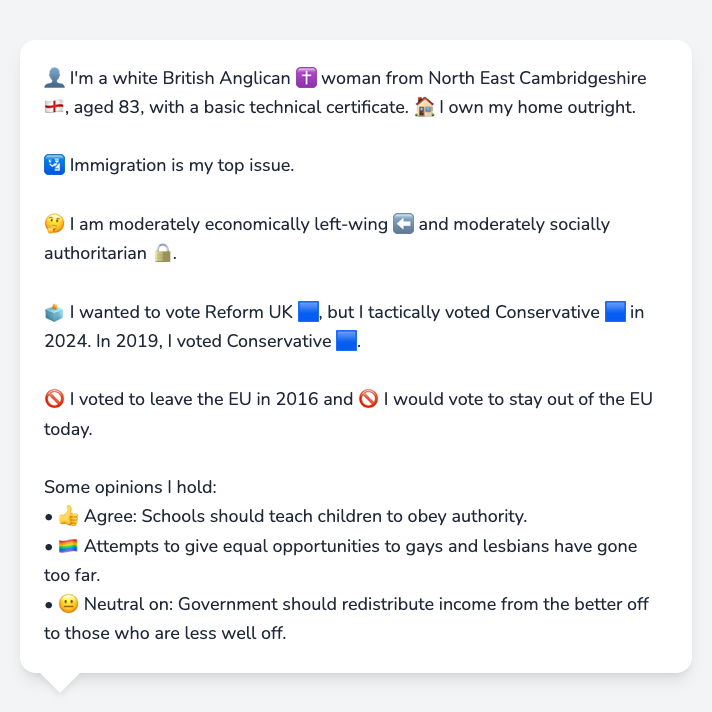 👤 I'm a white British Anglican ✝️ woman from North East Cambridgeshire
🏴󠁧󠁢󠁥󠁮󠁧󠁿, aged 83, with a basic technical certificate. 🏠 I own my home outright.
🛂 Immigration is my top issue.
🤔 I am moderately economically left-wing ⬅️ and moderately socially
authoritarian 🔒.
🗳️ I wanted to vote Reform UK 🟦, but I tactically voted Conservative 🟦 in
2024. In 2019, I voted Conservative 🟦.
🚫 I voted to leave the EU in 2016 and 🚫 I would vote to stay out of the EU
today.
Some opinions I hold:
• 👍 Agree: Schools should teach children to obey authority.
• 🏳️‍🌈 Attempts to give equal opportunities to gays and lesbians have gone
too far.
• 😐 Neutral on: Government should redistribute income from the better off
to those who are less well off.